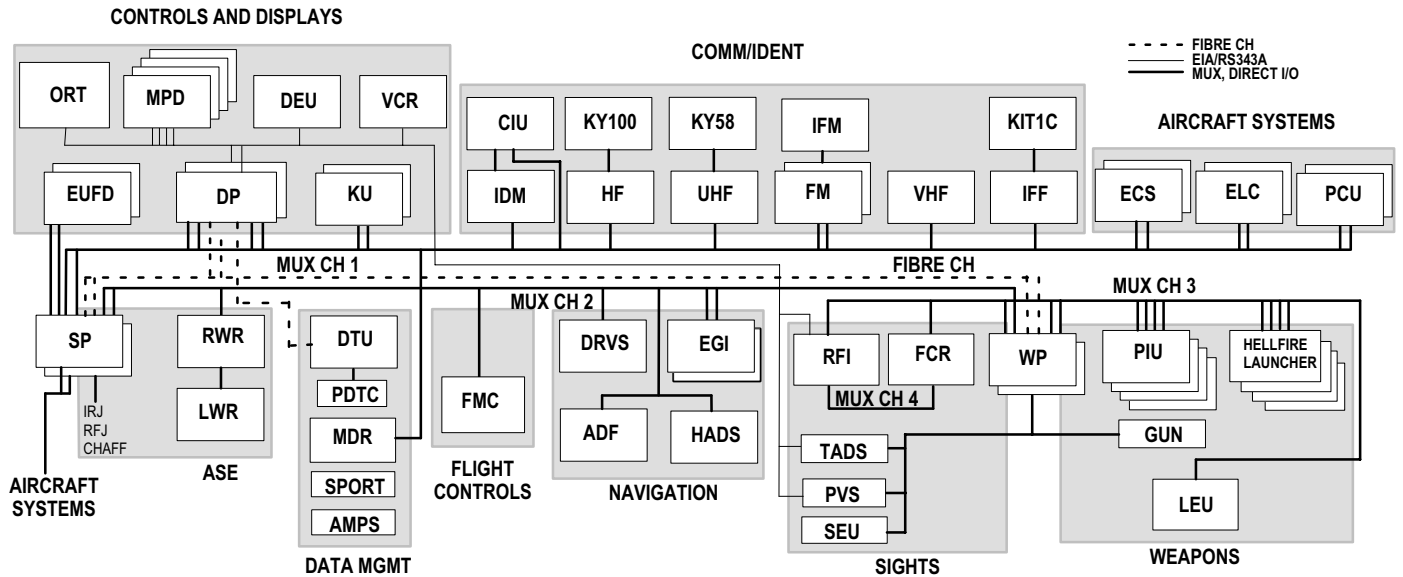 CONTROLS AND DISPLAYS
COMM/IDENT
FIBRE CH
EIA/RS343A
MUX, DIRECT I/O
AIRCRAFT SYSTEMS
ORT
MPD
DEU
VCR
CIU
KY100
KY58
IFM
KIT1C
EUFD
DP
KU
IDM
HF
UHF
FM
VHF
IFF
ECS
ELC
PCU
MUX CH 1
FIBRE CH
MUX CH 2
MUX CH 3
SP
RWR
DTU
DRVS
EGI
RFI
FCR
WP
PIU
HELLFIRE
LAUNCHER
PDTC
FMC
MUX CH 4
IRJ
RFJ
CHAFF
LWR
MDR
ADF
HADS
TADS
GUN
ASE
AIRCRAFT
SYSTEMS
SPORT
AMPS
FLIGHT
CONTROLS
NAVIGATION
PVS
SEU
LEU
DATA MGMT
SIGHTS
WEAPONS